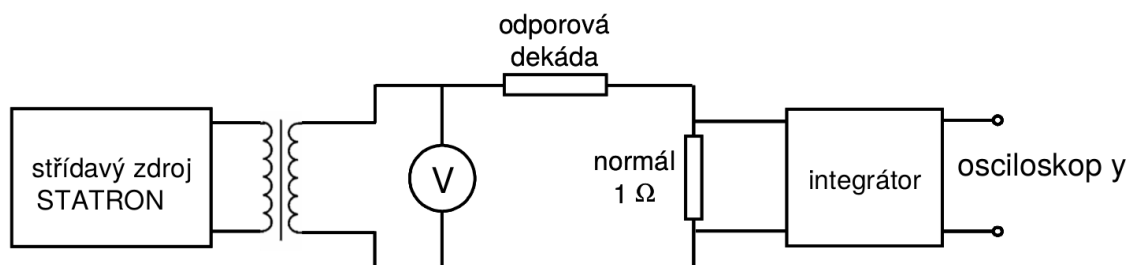 odporová
dekáda
střídavý zdroj
STATRON
V
normál
1 Ω
integrátor
osciloskop y